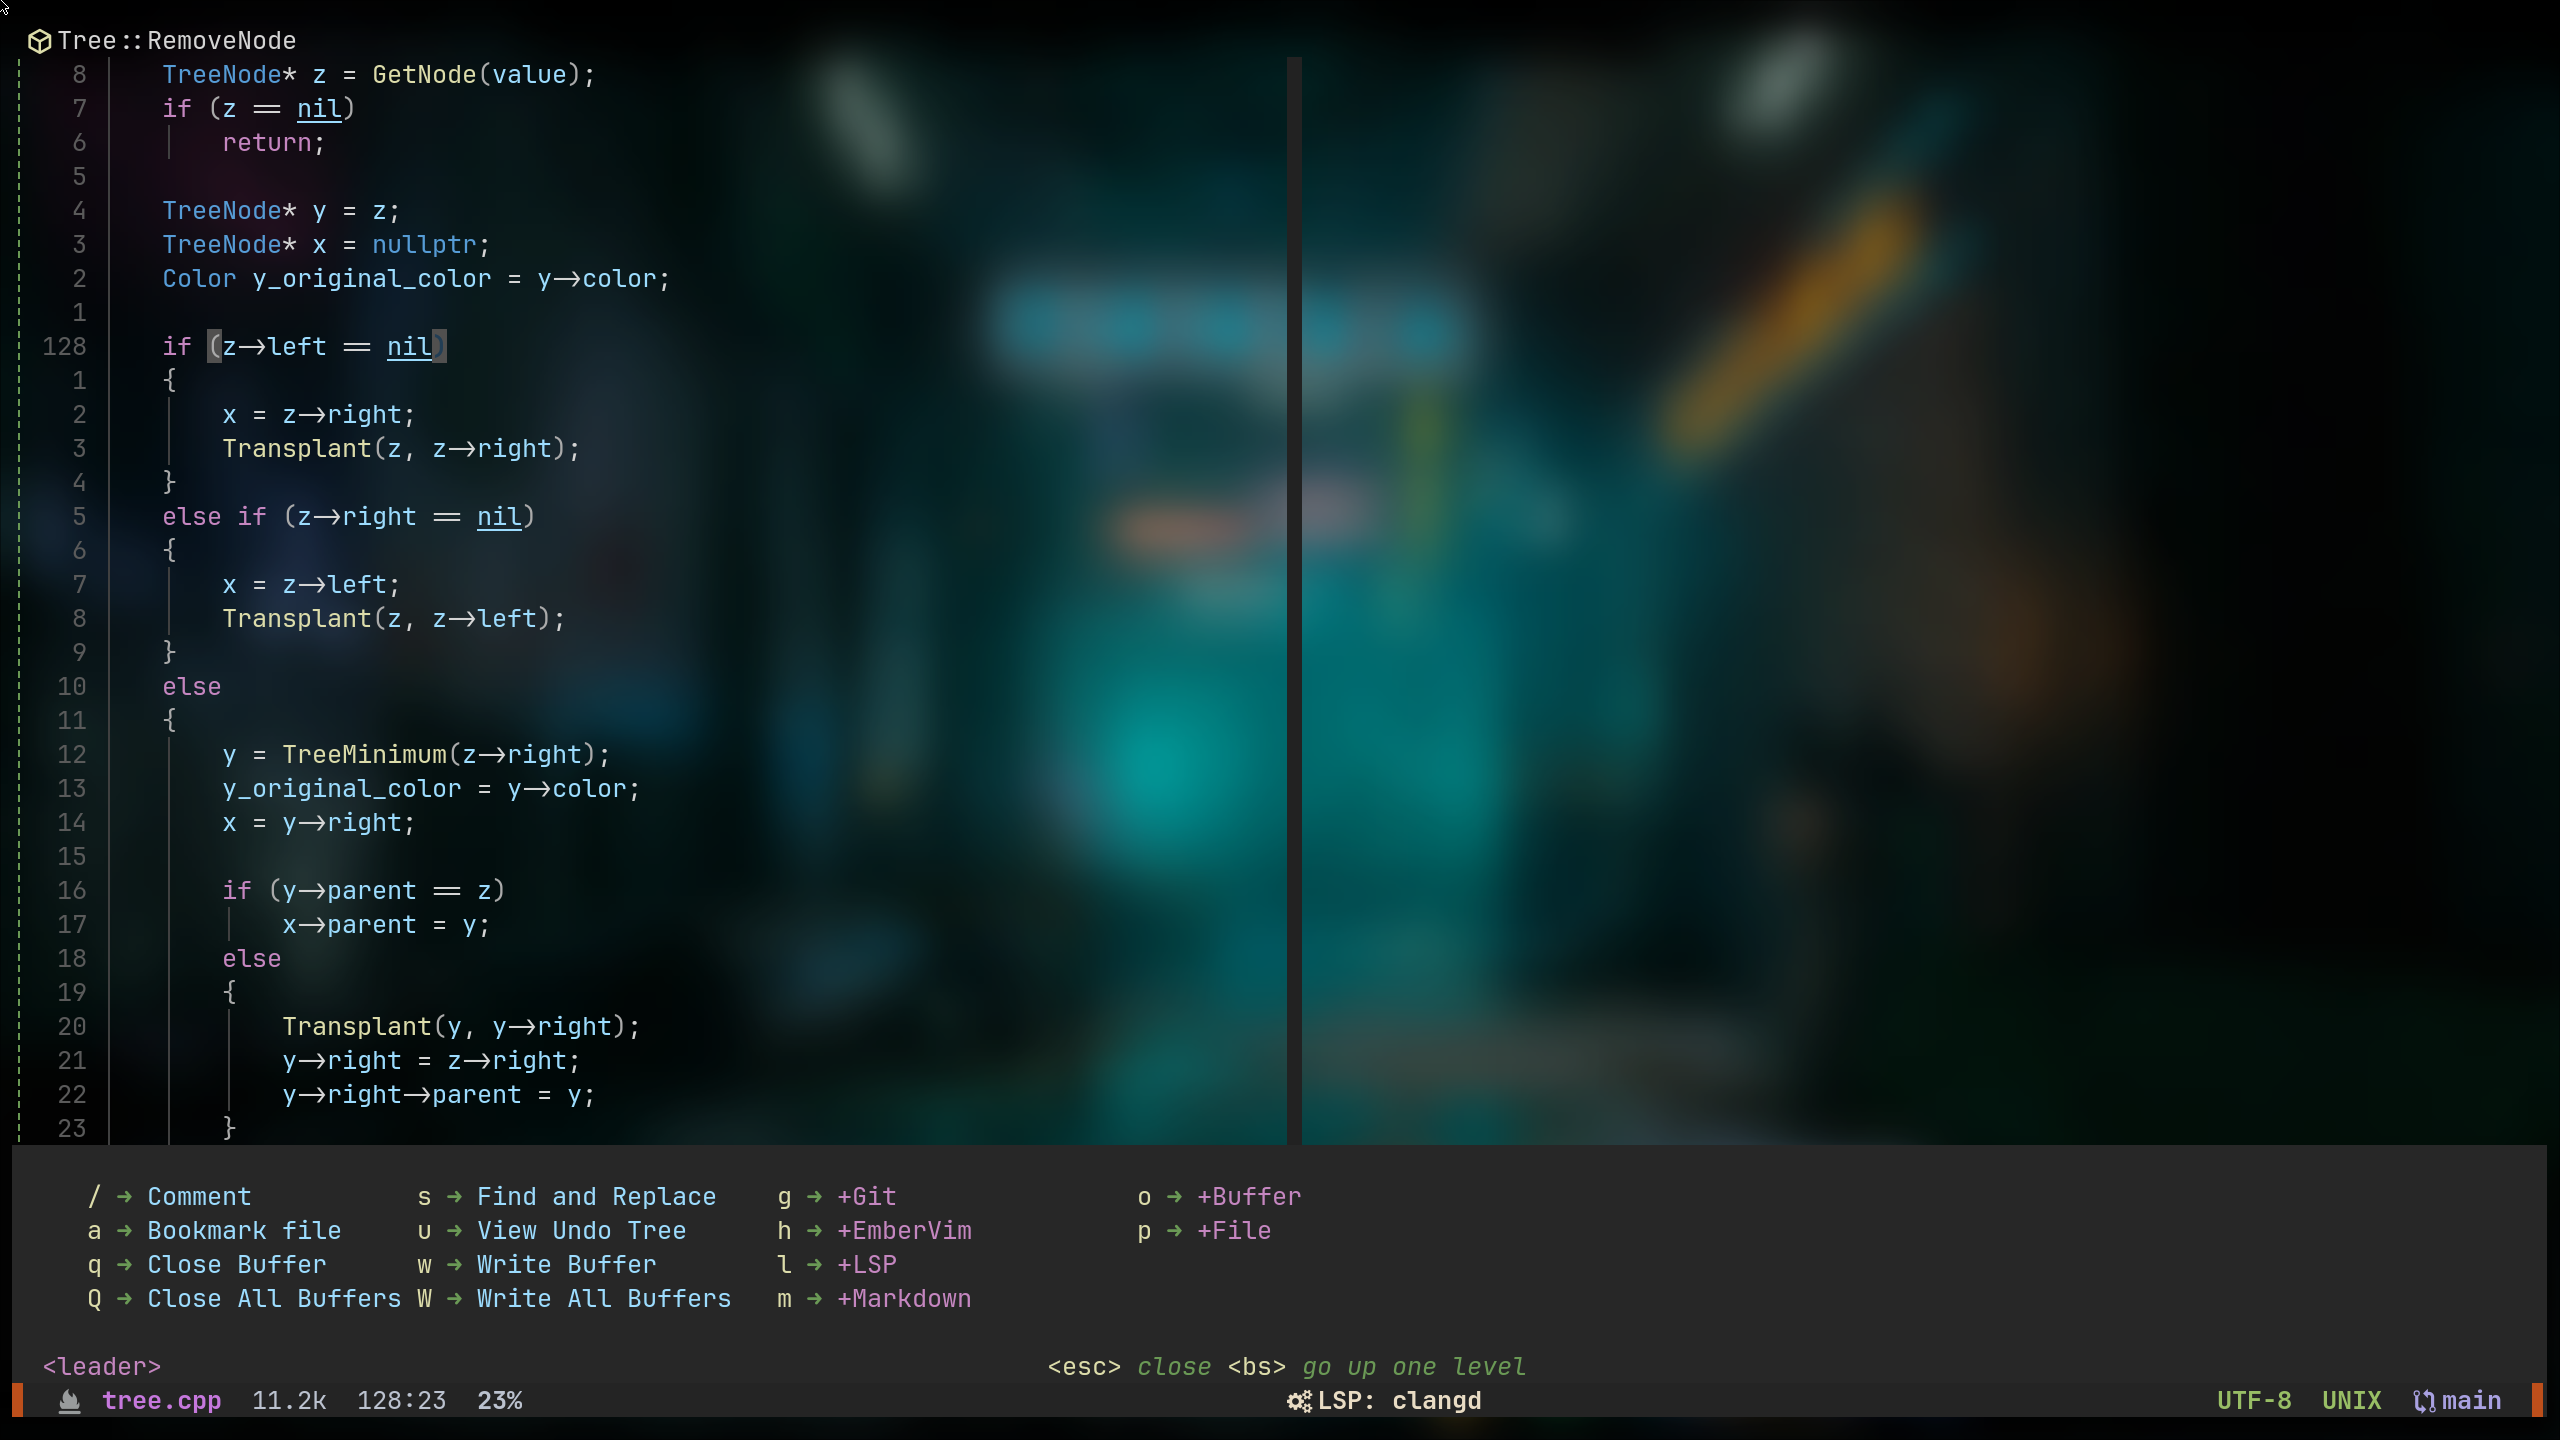 Tree::RemoveNode
8 TreeNode* z = GetNode(value);
7 if (z == nil)
6 return;
5
4 TreeNode* y = z;
3 TreeNode* x = nullptr;
2 Color y_original_color = y->color;
1
128 if (z->left == nil)
1 {
2 x = z->right;
3 Transplant(z, z->right);
4 }
5 else if (z->right == nil)
6 {
7 x = z->left;
8 Transplant(z, z->left);
9 }
10 else
11 {
12 y = TreeMinimum(z->right);
13 y_original_color = y->color;
14 x = y->right;
15
16 if (y->parent == z)
17 x->parent = y;
18 else
19 {
20 Transplant(y, y->right);
21 y->right = z->right;
22 y->right->parent = y;
23 }
/ ➜ Comment s ➜ Find and Replace g ➜ +Git o ➜ +Buffer
a ➜ Bookmark file u ➜ View Undo Tree h ➜ +EmberVim p ➜ +File
q ➜ Close Buffer w ➜ Write Buffer l ➜ +LSP
Q ➜ Close All Buffers W ➜ Write All Buffers m ➜ +Markdown
<leader> <esc> close <bs> go up one level
tree.cpp 11.2k 128:23 23% LSP: clangd UTF-8 UNIX main